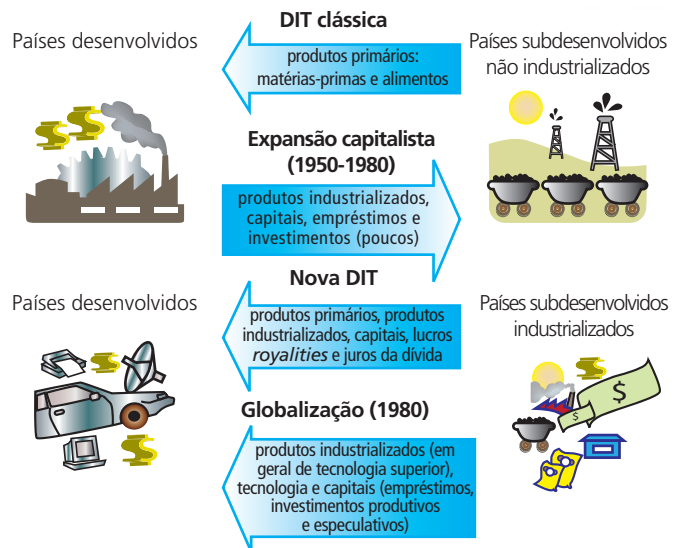 DIT clássica
Países desenvolvidos
produtos primários:
matérias-primas e alimentos
Países subdesenvolvidos
não industrializados
Expansão capitalista
(1950-1980)
produtos industrializados,
capitais, empréstimos e
investimentos (poucos)
Nova DIT
Países desenvolvidos
produtos primários, produtos
industrializados, capitais, lucros
royalities e juros da dívida
Países subdesenvolvidos
industrializados
$
$
Globalização (1980)
produtos industrializados (em
geral de tecnologia superior),
tecnologia e capitais (empréstimos,
investimentos produtivos
e especulativos)